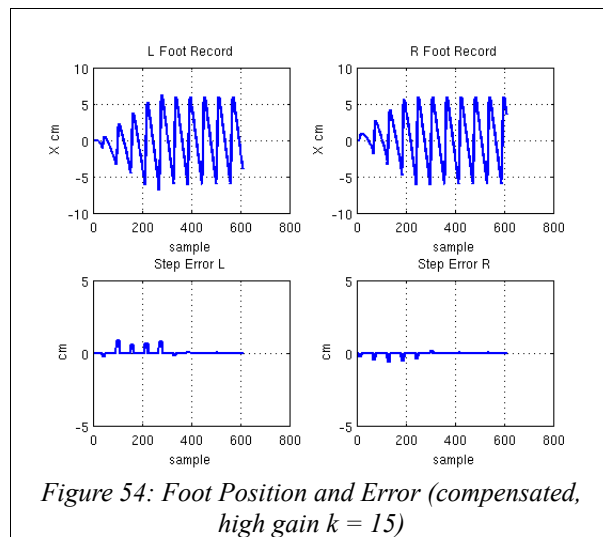 L Foot Record
R Foot Record
10
5
0
-5
-10
X cm
0 200 400 600 800
sample
10
5
0
-5
-10
X cm
0 200 400 600 800
sample
Step Error L
Step Error R
5
0
-5
cm
0 200 400 600 800
sample
5
0
-5
cm
0 200 400 600 800
sample
Figure 54: Foot Position and Error (compensated,
high gain k = 15)